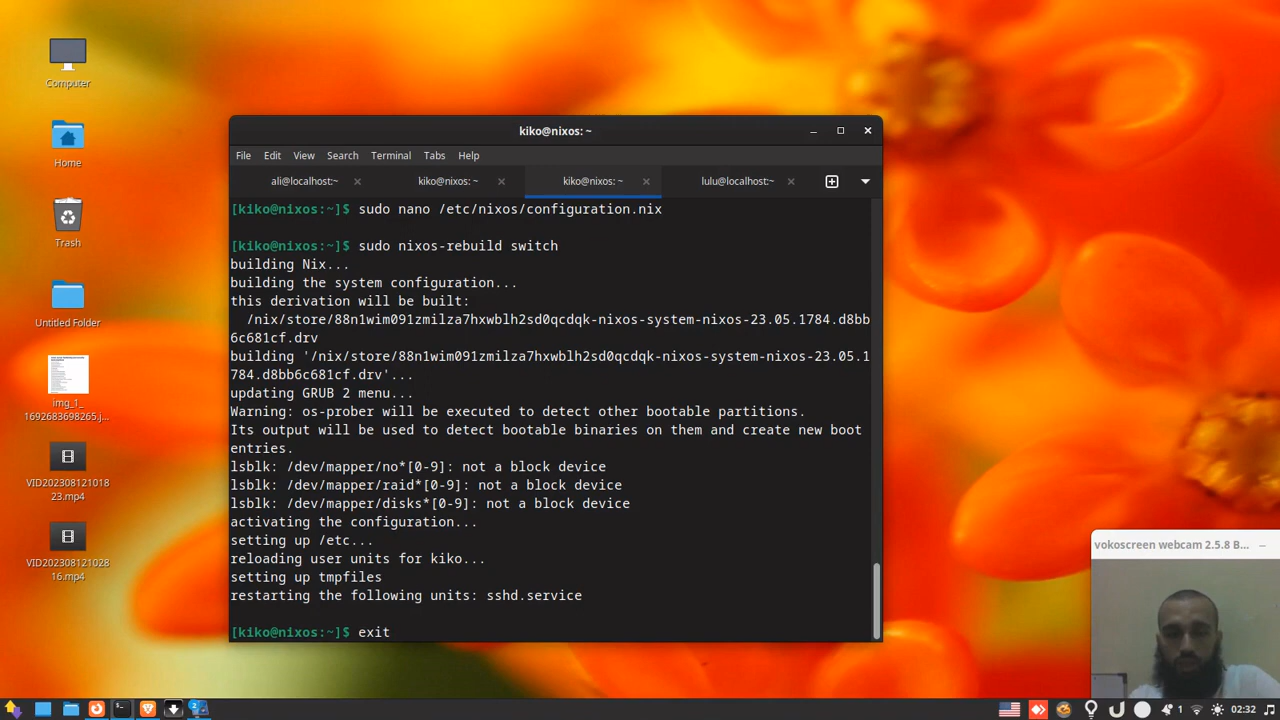 Computer
Home
Trash
Untitled Folder
img_1_
1692683698265.j...
VID202308121018
23.mp4
VID202308121028
16.mp4
kiko@nixos: ~
File Edit View Search Terminal Tabs Help
ali@localhost:~ kiko@nixos: ~ kiko@nixos: ~ lulu@localhost:~
[kiko@nixos:~]$ sudo nano /etc/nixos/configuration.nix
[kiko@nixos:~]$ sudo nixos-rebuild switch
building Nix...
building the system configuration...
this derivation will be built:
/nix/store/88n1wim091zmilza7hxwblh2sd0qcdqk-nixos-system-nixos-23.05.1784.d8bb
6c681cf.drv
building '/nix/store/88n1wim091zmilza7hxwblh2sd0qcdqk-nixos-system-nixos-23.05.1
784.d8bb6c681cf.drv'...
updating GRUB 2 menu...
Warning: os-prober will be executed to detect other bootable partitions.
Its output will be used to detect bootable binaries on them and create new boot
entries.
lsblk: /dev/mapper/no*[0-9]: not a block device
lsblk: /dev/mapper/raid*[0-9]: not a block device
lsblk: /dev/mapper/disks*[0-9]: not a block device
activating the configuration...
setting up /etc...
reloading user units for kiko...
setting up tmpfiles
restarting the following units: sshd.service
[kiko@nixos:~]$ exit
vokoscreen webcam 2.5.8 B...
2
1
02:32